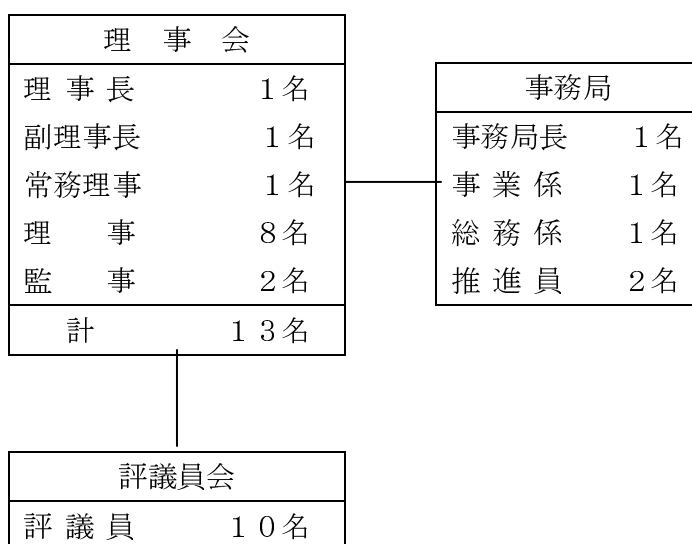 理 事 会
理 事 長 1名
副理事長 1名
常務理事 1名
理 事 8名
監 事 2名
計 13名
事務局
事務局長 1名
事 業 係 1名
総 務 係 1名
推 進 員 2名
評議員会
評 議 員 10名